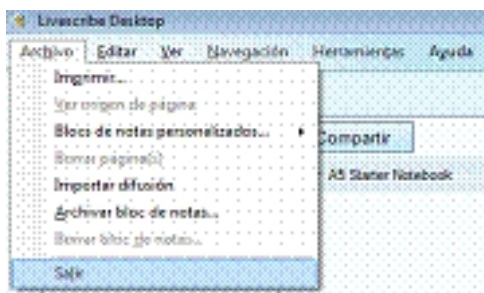 Livescribe Desktop
Archivo Editar Ver Navegación Herramientas Ayuda
Imprimir...
Ver origen de página
Blocs de notas personalizados...
Compartir
Borrar página(s)
A5 Starter Notebook
Importar difusión
Archivar bloc de notas...
Borrar bloc de notas...
Salir